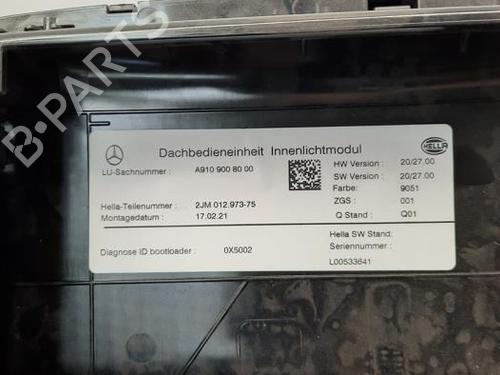 Dachbedieneinheit Innenlichtmodul
HELLA
LU-Sachnummer : A910 900 80 00
HW Version : 20/27.00
SW Version : 20/27.00
Farbe: 9051
Hella-Teilenummer : 2JM 012.973-75
ZGS : 001
Montagedatum : 17.02.21
Q Stand : Q01
Diagnose ID bootloader : 0X5002
Hella SW Stand:
Seriennummer :
L00533641
B-PARTS